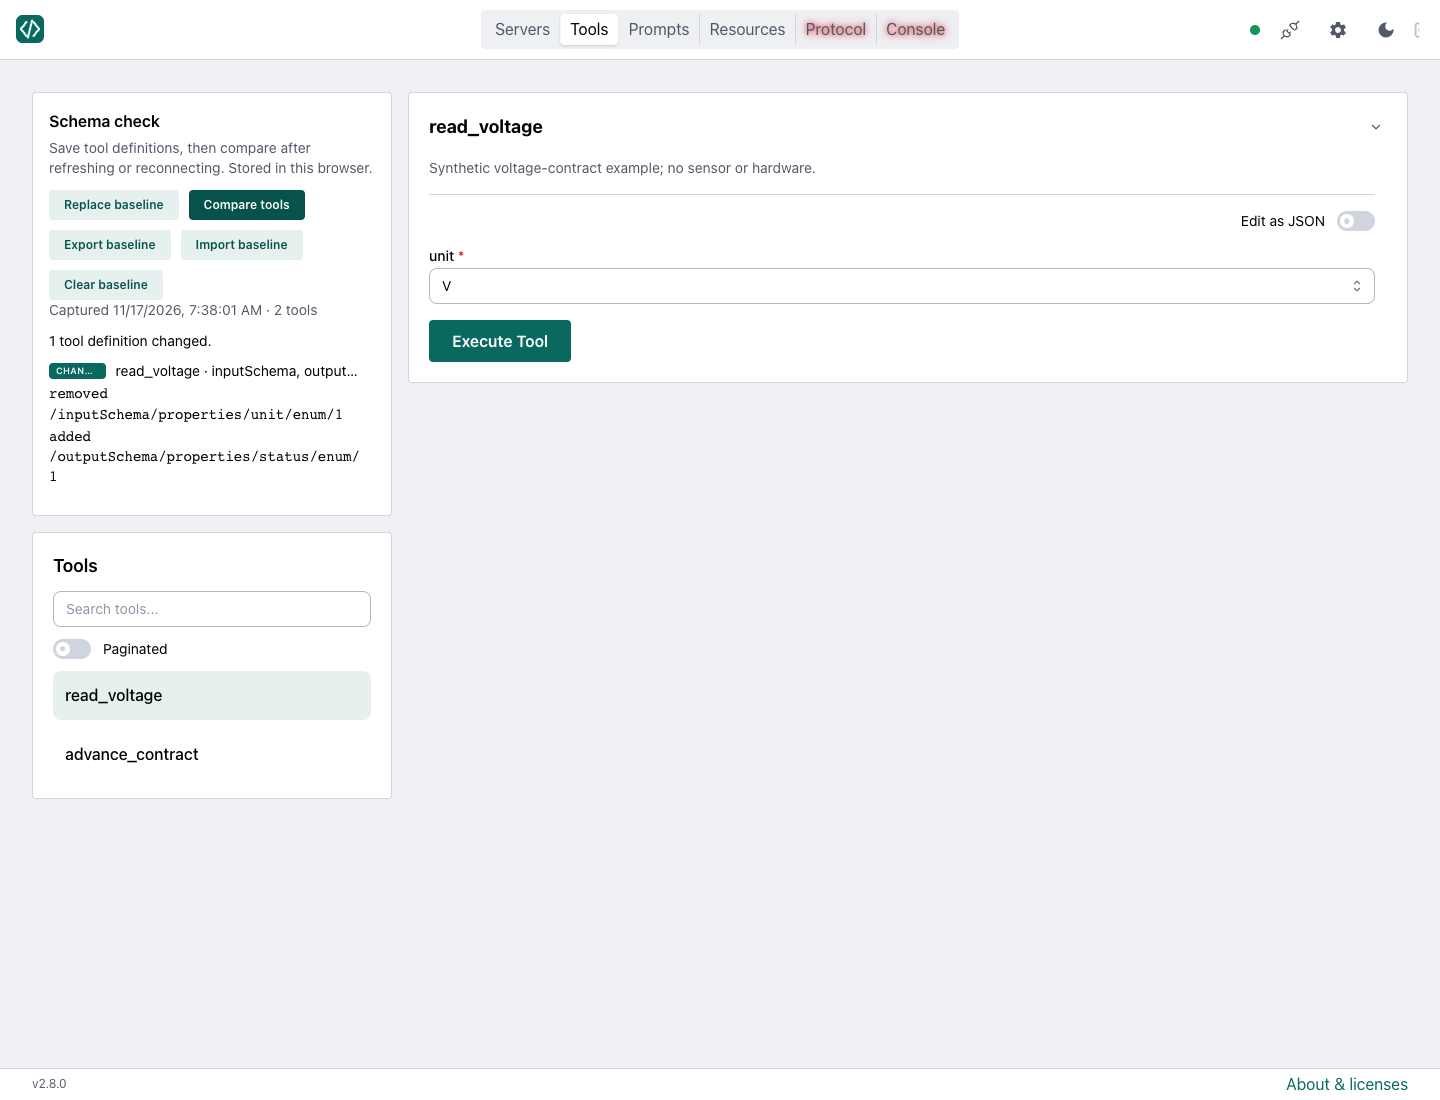 Servers
Tools
Prompts
Resources
Protocol
Console
Schema check
Save tool definitions, then compare after
refreshing or reconnecting. Stored in this browser.
Replace baseline
Compare tools
Export baseline
Import baseline
Clear baseline
Captured 11/17/2026, 7:38:01 AM · 2 tools
1 tool definition changed.
CHAN... read_voltage · inputSchema, output...
removed
/inputSchema/properties/unit/enum/1
added
/outputSchema/properties/status/enum/
1
Tools
Search tools...
Paginated
read_voltage
advance_contract
read_voltage
Synthetic voltage-contract example; no sensor or hardware.
Edit as JSON
unit *
V
Execute Tool
v2.8.0
About & licenses